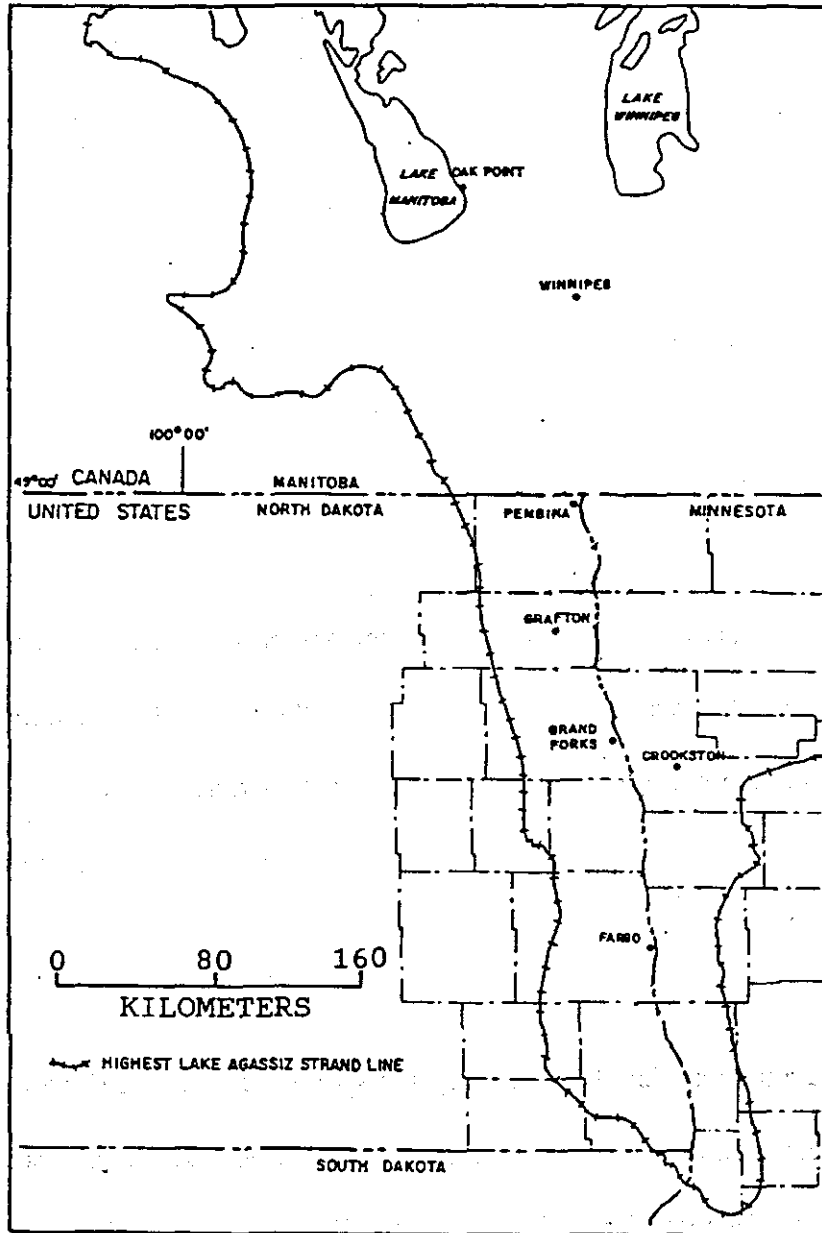 LAKE
WINNIPEG
LAKE
MANITOBA
OAK POINT
WINNIPEG
100°00'
49°00' CANADA
MANITOBA
UNITED STATES
NORTH DAKOTA
PEMBINA
MINNESOTA
GRAFTON
GRAND
FORKS
CROOKSTON
FARGO
0 80 160
KILOMETERS
HIGHEST LAKE AGASSIZ STRAND LINE
SOUTH DAKOTA